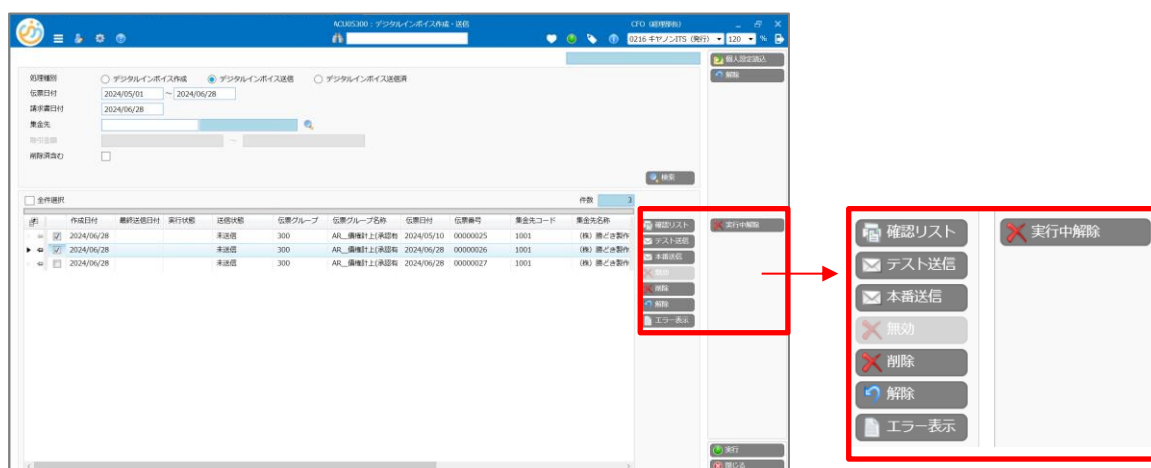 ACU05300：デジタルインボイス作成・送信
CFO（経理部長）
0216 キヤノンITS（発行） 120 %
個人設定読込
解除
処理種別 デジタルインボイス作成 デジタルインボイス送信 デジタルインボイス送信済
伝票日付 2024/05/01 ～ 2024/06/28
請求書日付 2024/06/28
集金先
取引金額 ～
削除済含む
検索
全件選択 件数 3
作成日付 最終送信日付 実行状態 送信状態 伝票グループ 伝票グループ名称 伝票日付 伝票番号 集金先コード 集金先名称
2024/06/28 未送信 300 AR__債権計上(承認有 2024/05/10 00000025 1001 (株) 勝どき製作
2024/06/28 未送信 300 AR__債権計上(承認有 2024/06/28 00000026 1001 (株) 勝どき製作
2024/06/28 未送信 300 AR__債権計上(承認有 2024/06/28 00000027 1001 (株) 勝どき製作
確認リスト 実行中解除
テスト送信
本番送信
無効
削除
解除
エラー表示
実行
閉じる
確認リスト 実行中解除
テスト送信
本番送信
無効
削除
解除
エラー表示